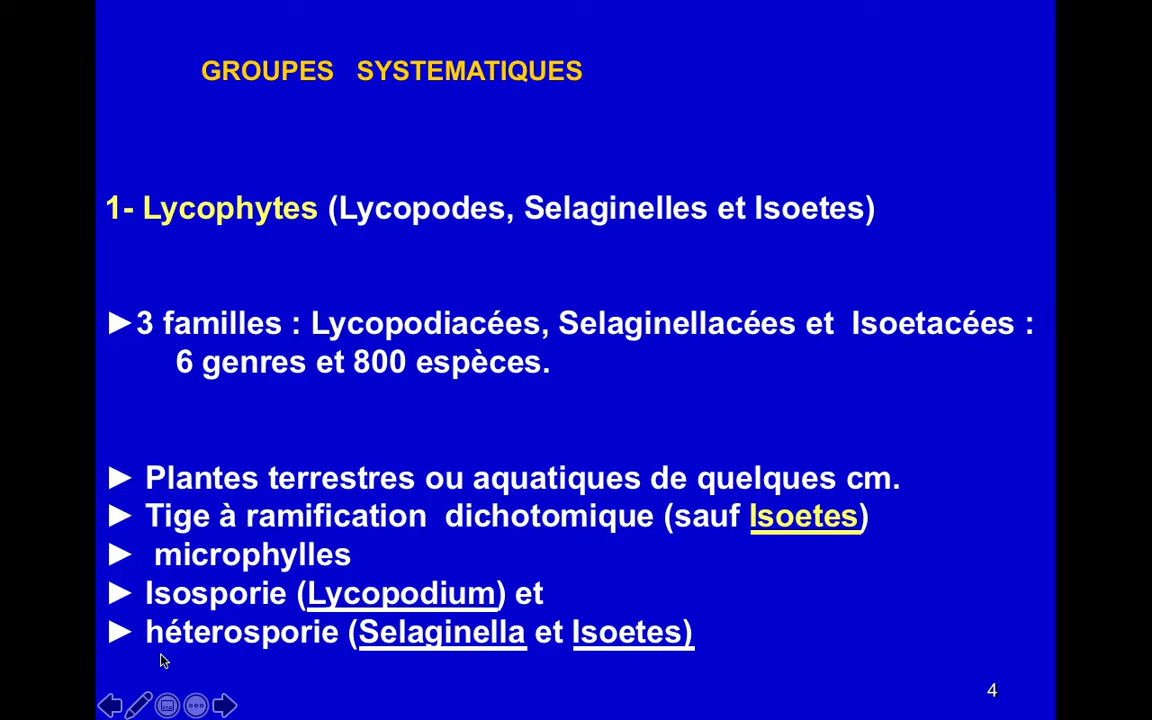 GROUPES SYSTEMATIQUES
1- Lycophytes (Lycopodes, Selaginelles et Isoetes)
►3 familles : Lycopodiacées, Selaginellacées et Isoetacées :
6 genres et 800 espèces.
► Plantes terrestres ou aquatiques de quelques cm.
► Tige à ramification dichotomique (sauf Isoetes)
► microphylles
► Isosporie (Lycopodium) et
► héterosporie (Selaginella et Isoetes)
4